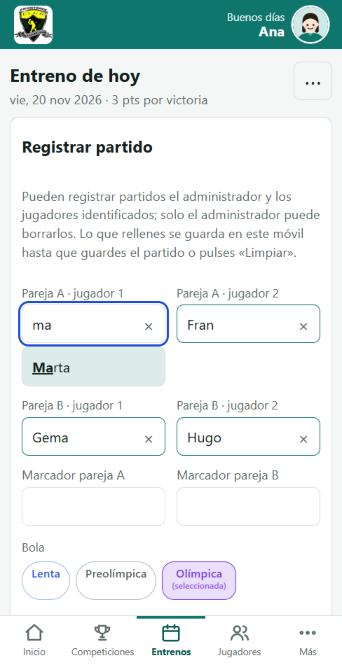 Buenos días
Ana
Entreno de hoy
...
vie, 20 nov 2026 · 3 pts por victoria
Registrar partido
Pueden registrar partidos el administrador y los
jugadores identificados; solo el administrador puede
borrarlos. Lo que rellenes se guarda en este móvil
hasta que guardes el partido o pulses «Limpiar».
Pareja A · jugador 1
Pareja A · jugador 2
ma ×
Fran ×
Marta
Pareja B · jugador 1
Pareja B · jugador 2
Gema ×
Hugo ×
Marcador pareja A
Marcador pareja B
Bola
Lenta
Preolímpica
Olímpica
(seleccionada)
Inicio
Competiciones
Entrenos
Jugadores
Más